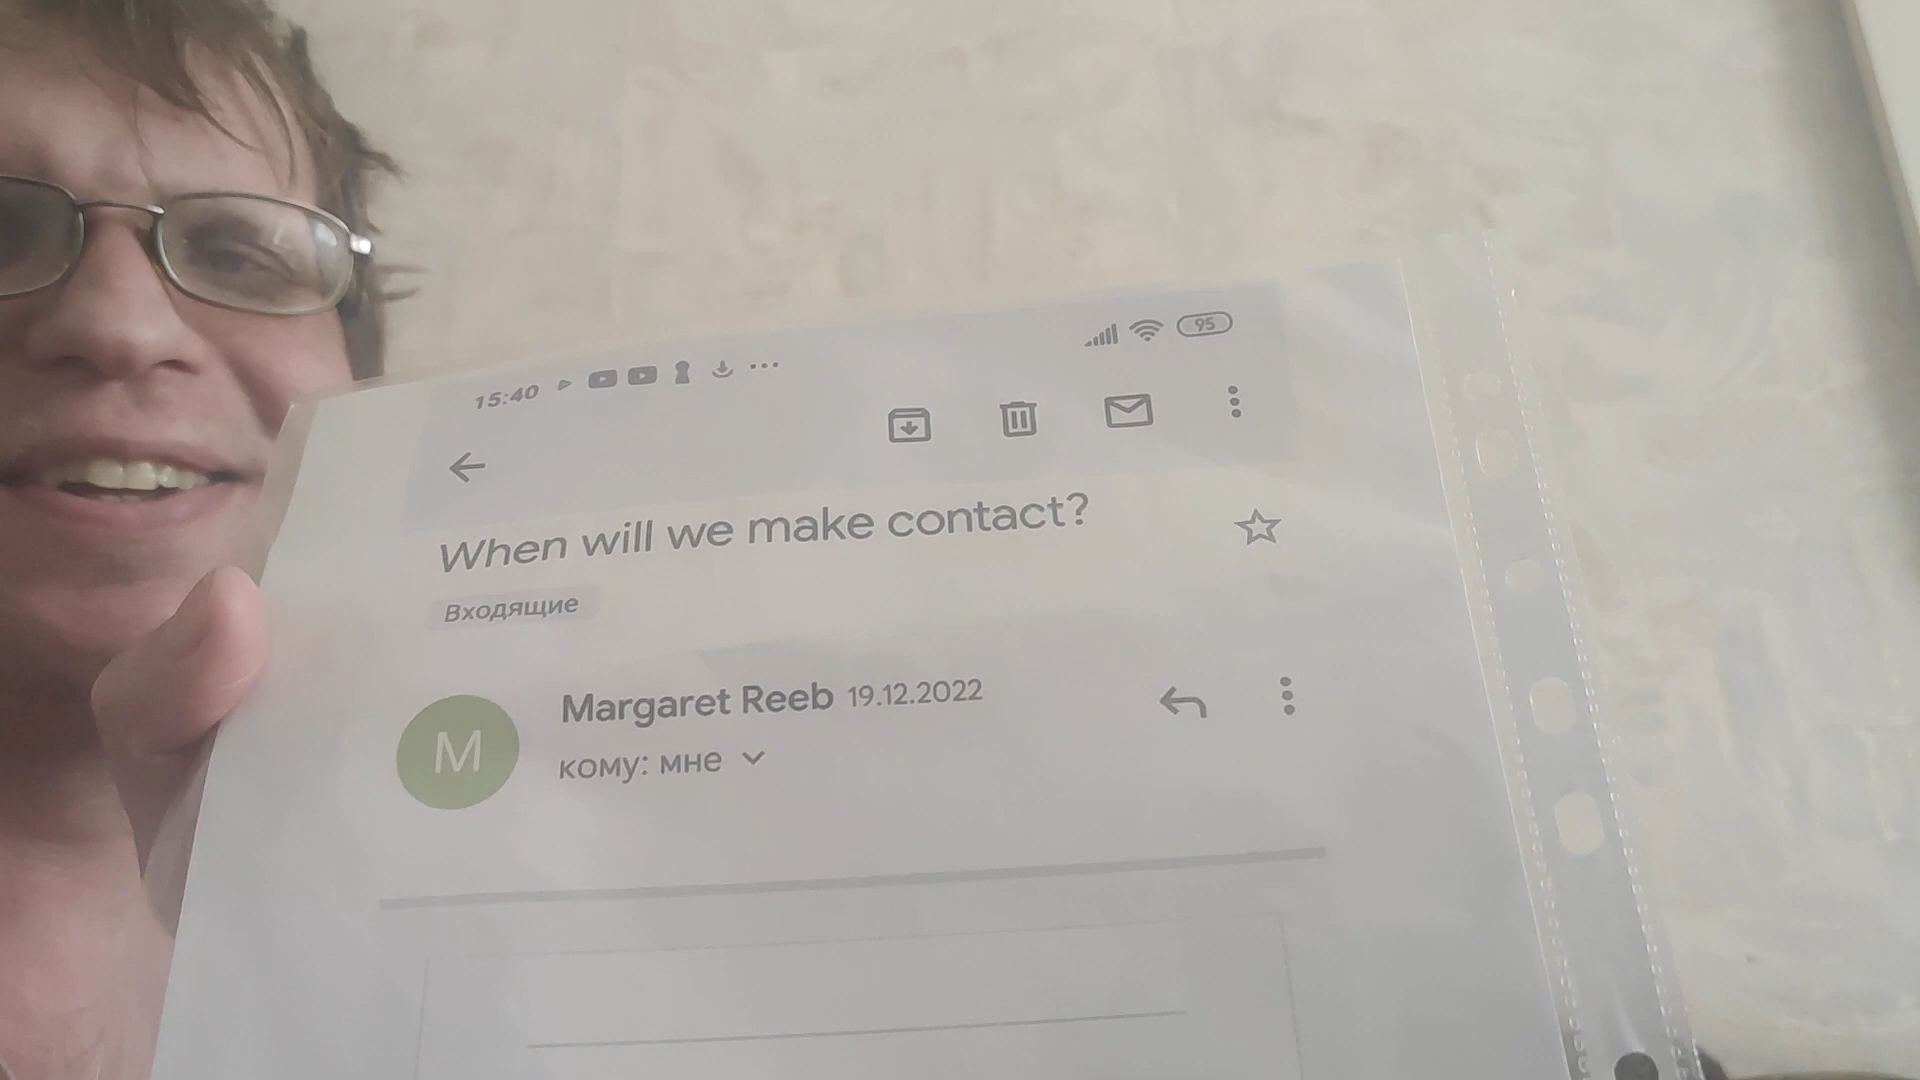 15:40
95
When will we make contact?
Входящие
Margaret Reeb 19.12.2022
M
кому: мне